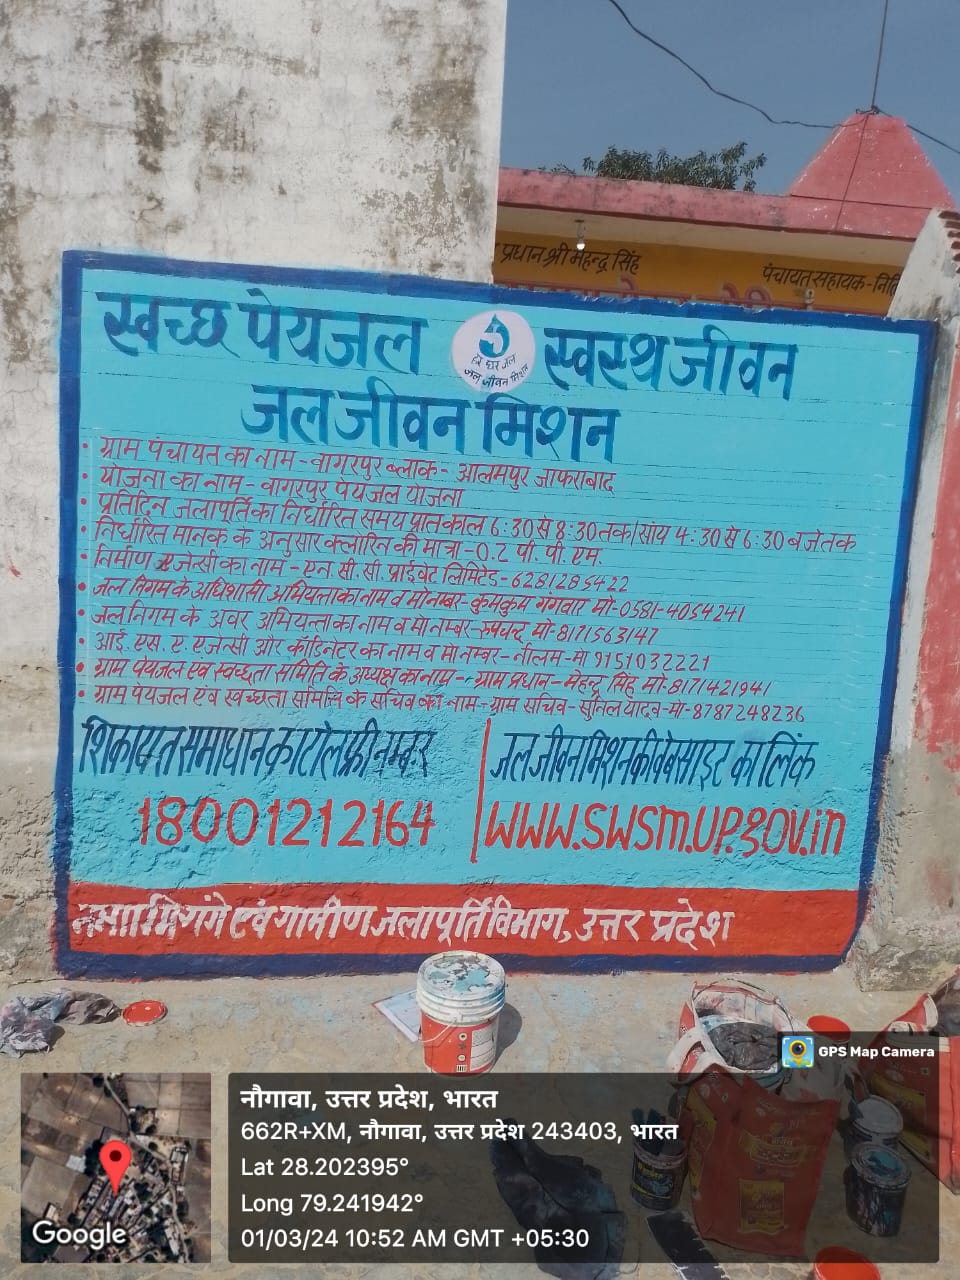 प्रधान श्री महेन्द्र सिंह
पंचायत सहायक-निति
स्वच्छ पेयजल स्वस्थ जीवन
हर घर जल
जल जीवन मिशन
जल जीवन मिशन
• ग्राम पंचायत का नाम - वागरपुर ब्लाक - आलमपुर जाफराबाद
• योजना का नाम - वागरपुर पेयजल योजना
• प्रतिदिन जलापूर्ति का निर्धारित समय प्रातकाल 6:30 से 8:30 तक/सांय 4:30 से 6:30 बजे तक
• निर्धारित मानक के अनुसार क्लोरिन की मात्रा - 0.2 पी. पी. एम.
• निर्माण एजेन्सी का नाम - एन. सी. सी. प्राईवेट लिमिटेड - 6281285422
• जल निगम के अधिशासी अभियन्ता का नाम व मो नम्बर - कुमकुम गंगवार मो - 0581-4054241
• जल निगम के अवर अभियन्ता का नाम व मो नम्बर - रूपचन्द्र मो - 8171563147
• आई. एस. ए. एजेन्सी और कॉडिनेटर का नाम व मो नम्बर - नीलम - मो 9151032221
• ग्राम पेयजल एवं स्वच्छता समिति के अध्यक्ष का नाम - ग्राम प्रधान - मेहन्द्र सिंह मो. 8171421941
• ग्राम पेयजल एंव स्वच्छता समिति के सचिव का नाम - ग्राम सचिव - सुनिल यादव - मो - 8787248236
शिकायत समाधान का टोल फ्री नम्बर
18001212164
जल जीवन मिशन की वेबसाइट का लिंक
www.swsm.up.gov.in
नमामि गंगे एंव गामीण जलापूर्ति विभाग, उत्तर प्रदेश
GPS Map Camera
नौगावा, उत्तर प्रदेश, भारत
662R+XM, नौगावा, उत्तर प्रदेश 243403, भारत
Lat 28.202395°
Long 79.241942°
01/03/24 10:52 AM GMT +05:30
Google